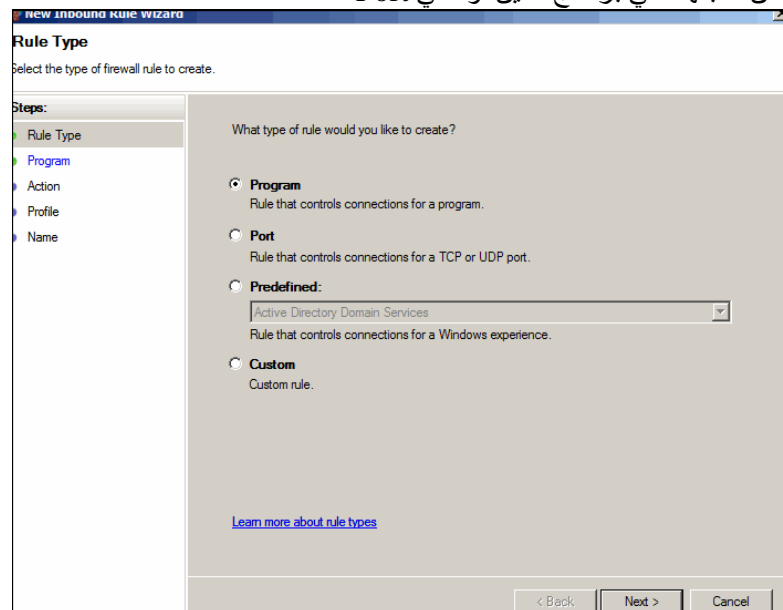 New Inbound Rule Wizard
Rule Type
Select the type of firewall rule to create.
Steps:
Rule Type
Program
Action
Profile
Name
What type of rule would you like to create?
Program
Rule that controls connections for a program.
Port
Rule that controls connections for a TCP or UDP port.
Predefined:
Active Directory Domain Services
Rule that controls connections for a Windows experience.
Custom
Custom rule.
Learn more about rule types
< Back
Next >
Cancel